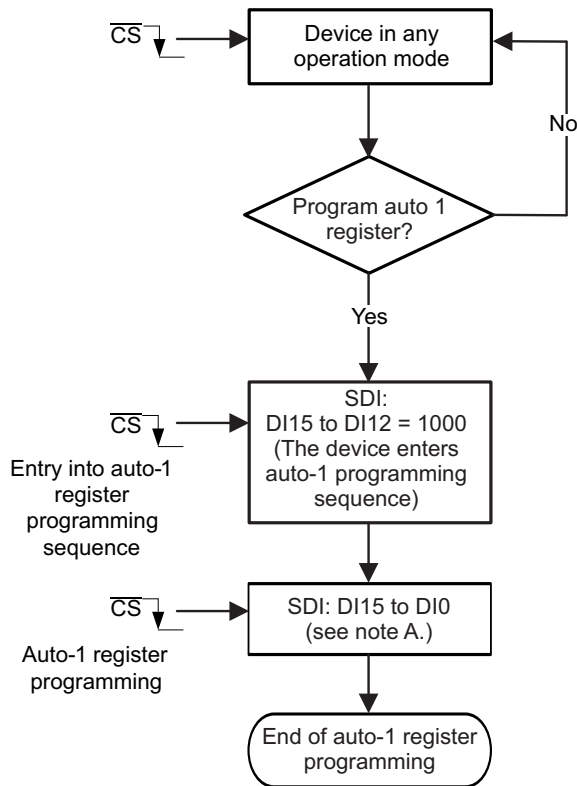 CS
Device in any
operation mode
No
Program auto 1
register?
Yes
SDI:
DI15 to DI12 = 1000
(The device enters
auto-1 programming
sequence)
CS
Entry into auto-1
register
programming
sequence
SDI: DI15 to DI0
(see note A.)
CS
Auto-1 register
programming
End of auto-1 register
programming